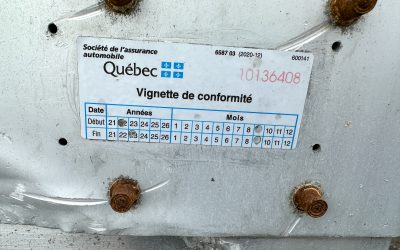 Société de l'assurance 6587 03 (2020-12) 600141
automobile
Québec 10136408
Vignette de conformité
Date Années Mois
Début 21 23 24 25 26 1 2 3 4 5 6 7 8 10 11 12
Fin 21 22 24 25 26 1 2 3 4 5 6 7 8 10 11 12